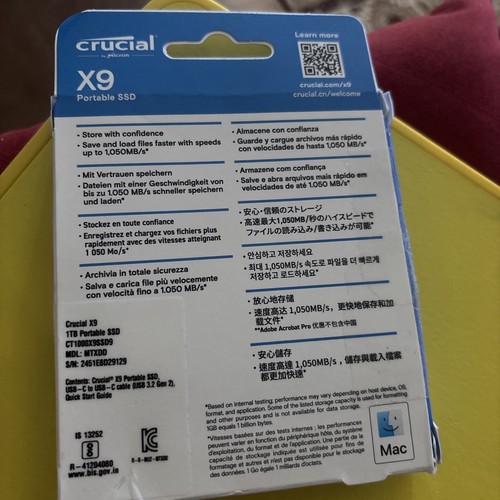 crucial
by Micron
Learn more
X9
Portable SSD
crucial.com/x9
crucial.cn/welcome
• Store with confidence
• Save and load files faster with speeds
up to 1,050MB/s*
• Mit Vertrauen speichern
• Dateien mit einer Geschwindigkeit von
bis zu 1.050 MB/s schneller speichern
und laden*
• Stockez en toute confiance
• Enregistrez et chargez vos fichiers plus
rapidement avec des vitesses atteignant
1 050 Mo/s*
• Archivia in totale sicurezza
• Salva e carica file più velocemente
con velocità fino a 1.050 MB/s*
• Almacene con confianza
• Guarde y cargue archivos más rápido
con velocidades de hasta 1,050 MB/s*
• Armazene com confiança
• Salve e abra arquivos mais rápido em
velocidades de até 1.050 MB/s*
• 安心・信頼のストレージ
• 高速最大1,050MB/秒のハイスピードで
ファイルの読み込み/書き込みが可能*
• 안심하고 저장하세요
• 최대 1,050MB/s 속도로 파일을 더 빠르게
저장하고 로드하세요*
• 放心地存储
• 速度高达 1,050MB/s，更快地保存和加
载文件*
**Adobe Acrobat Pro 优惠不包含中国
• 安心儲存
• 速度高達 1,050MB/s，儲存與載入檔案
都更加快速*
Crucial X9
1TB Portable SSD
CT1000X9SSD9
MDL: MTXDD
S/N: 2451E8D29129
Contents: Crucial® X9 Portable SSD,
USB-C to USB-C cable (USB 3.2 Gen 2),
Quick Start Guide
IS 13252
R-41204080
www.bis.gov.in
*Based on internal testing; performance may vary depending on host device, OS,
format, and application. Some of the listed storage capacity is used for formatting
and other purposes and is not available for data storage.
1GB equals 1 billion bytes.
*Vitesses basées sur des tests internes ; les performances
peuvent varier en fonction du périphérique hôte, du système
d'exploitation, du format et de l'application. Une partie de la
capacité de stockage indiquée est utilisée pour des fins de
formatage et autres et n'est pas disponible pour le stockage
des données. 1 Go égale 1 milliard d'octets.
Mac